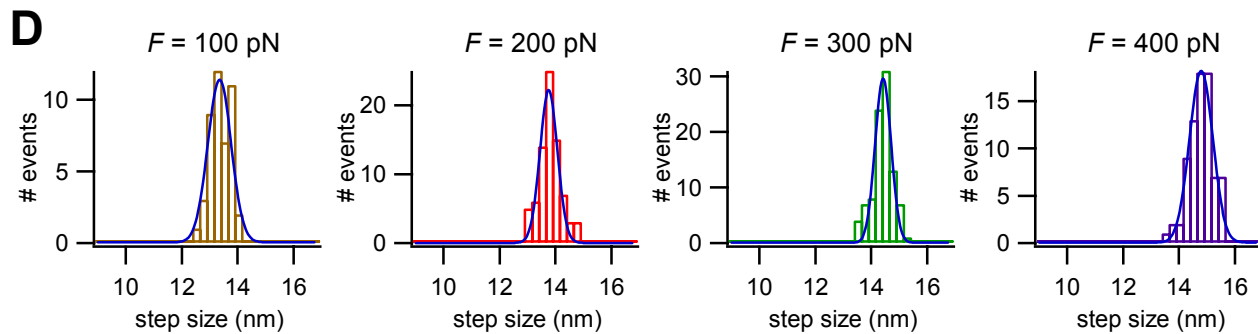 D
F = 100 pN
F = 200 pN
F = 300 pN
F = 400 pN
# events
10
5
0
10 12 14 16
step size (nm)
# events
20
10
0
10 12 14 16
step size (nm)
# events
30
20
10
0
10 12 14 16
step size (nm)
# events
15
10
5
0
10 12 14 16
step size (nm)